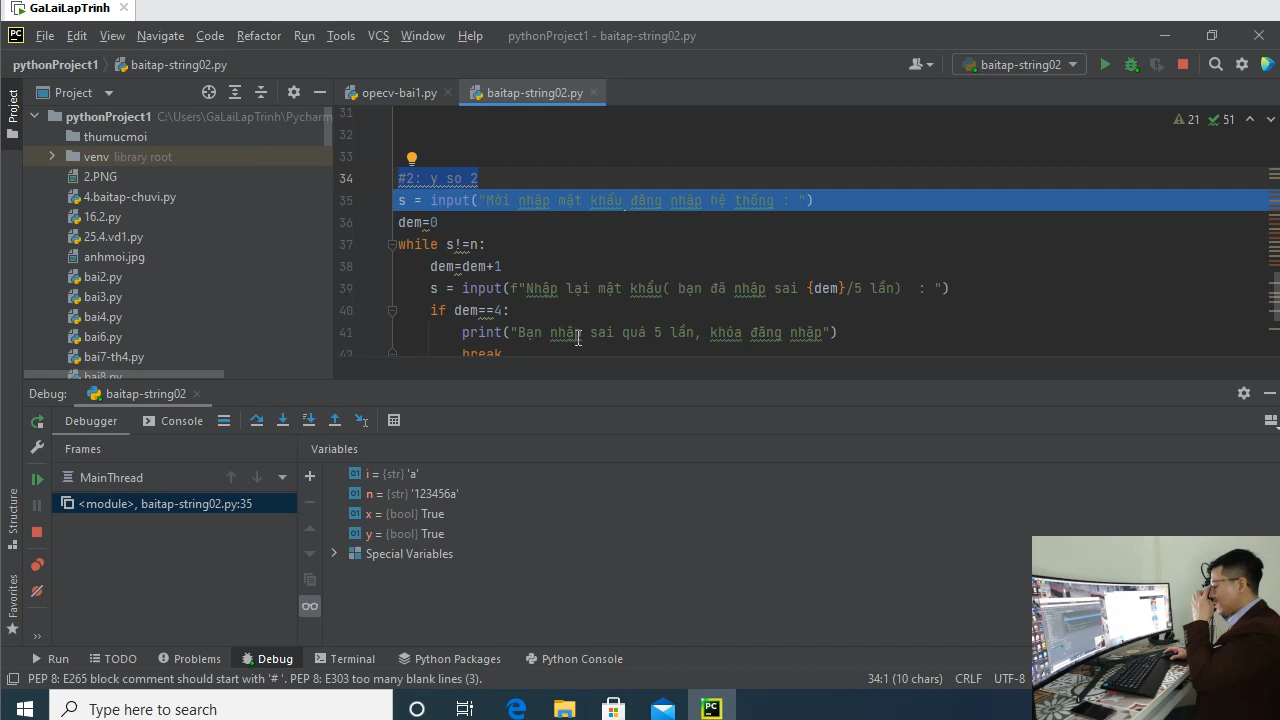 GaLaiLapTrinh
PC File Edit View Navigate Code Refactor Run Tools VCS Window Help pythonProject1 - baitap-string02.py
pythonProject1 baitap-string02.py baitap-string02
Project opecv-bai1.py baitap-string02.py
Project
pythonProject1 C:\Users\GaLaiLapTrinh\Pycharm
thumucmoi
venv library root
2.PNG
4.baitap-chuvi.py
16.2.py
25.4.vd1.py
anhmoi.jpg
bai2.py
bai3.py
bai4.py
bai6.py
bai7-th4.py
bai8.py
21 51
31
32
33
34 #2: y so 2
35 s = input("Mời nhập mật khẩu đăng nhập hệ thống : ")
36 dem=0
37 while s!=n:
38 dem=dem+1
39 s = input(f"Nhập lại mật khẩu( bạn đã nhập sai {dem}/5 lần) : ")
40 if dem==4:
41 print("Bạn nhập sai quá 5 lần, khóa đăng nhập")
42 break
Debug: baitap-string02
Debugger Console
Frames Variables
MainThread
<module>, baitap-string02.py:35
i = {str} 'a'
n = {str} '123456a'
x = {bool} True
y = {bool} True
Special Variables
Structure
Favorites
Run TODO Problems Debug Terminal Python Packages Python Console
PEP 8: E265 block comment should start with '# '. PEP 8: E303 too many blank lines (3). 34:1 (10 chars) CRLF UTF-8
Type here to search